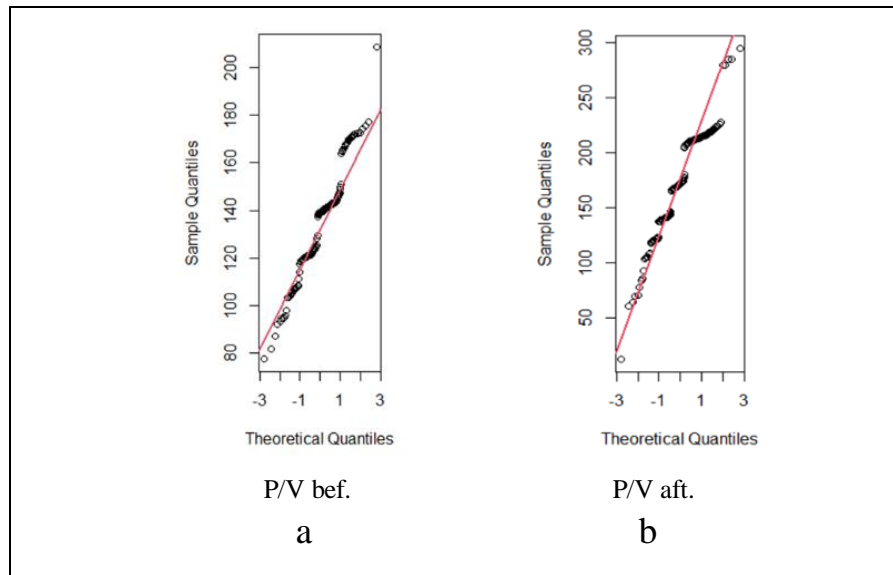 200
180
160
140
120
100
80
Sample Quantiles
-3 -1 1 3
Theoretical Quantiles
P/V bef.
a
300
250
200
150
100
50
Sample Quantiles
-3 -1 1 3
Theoretical Quantiles
P/V aft.
b